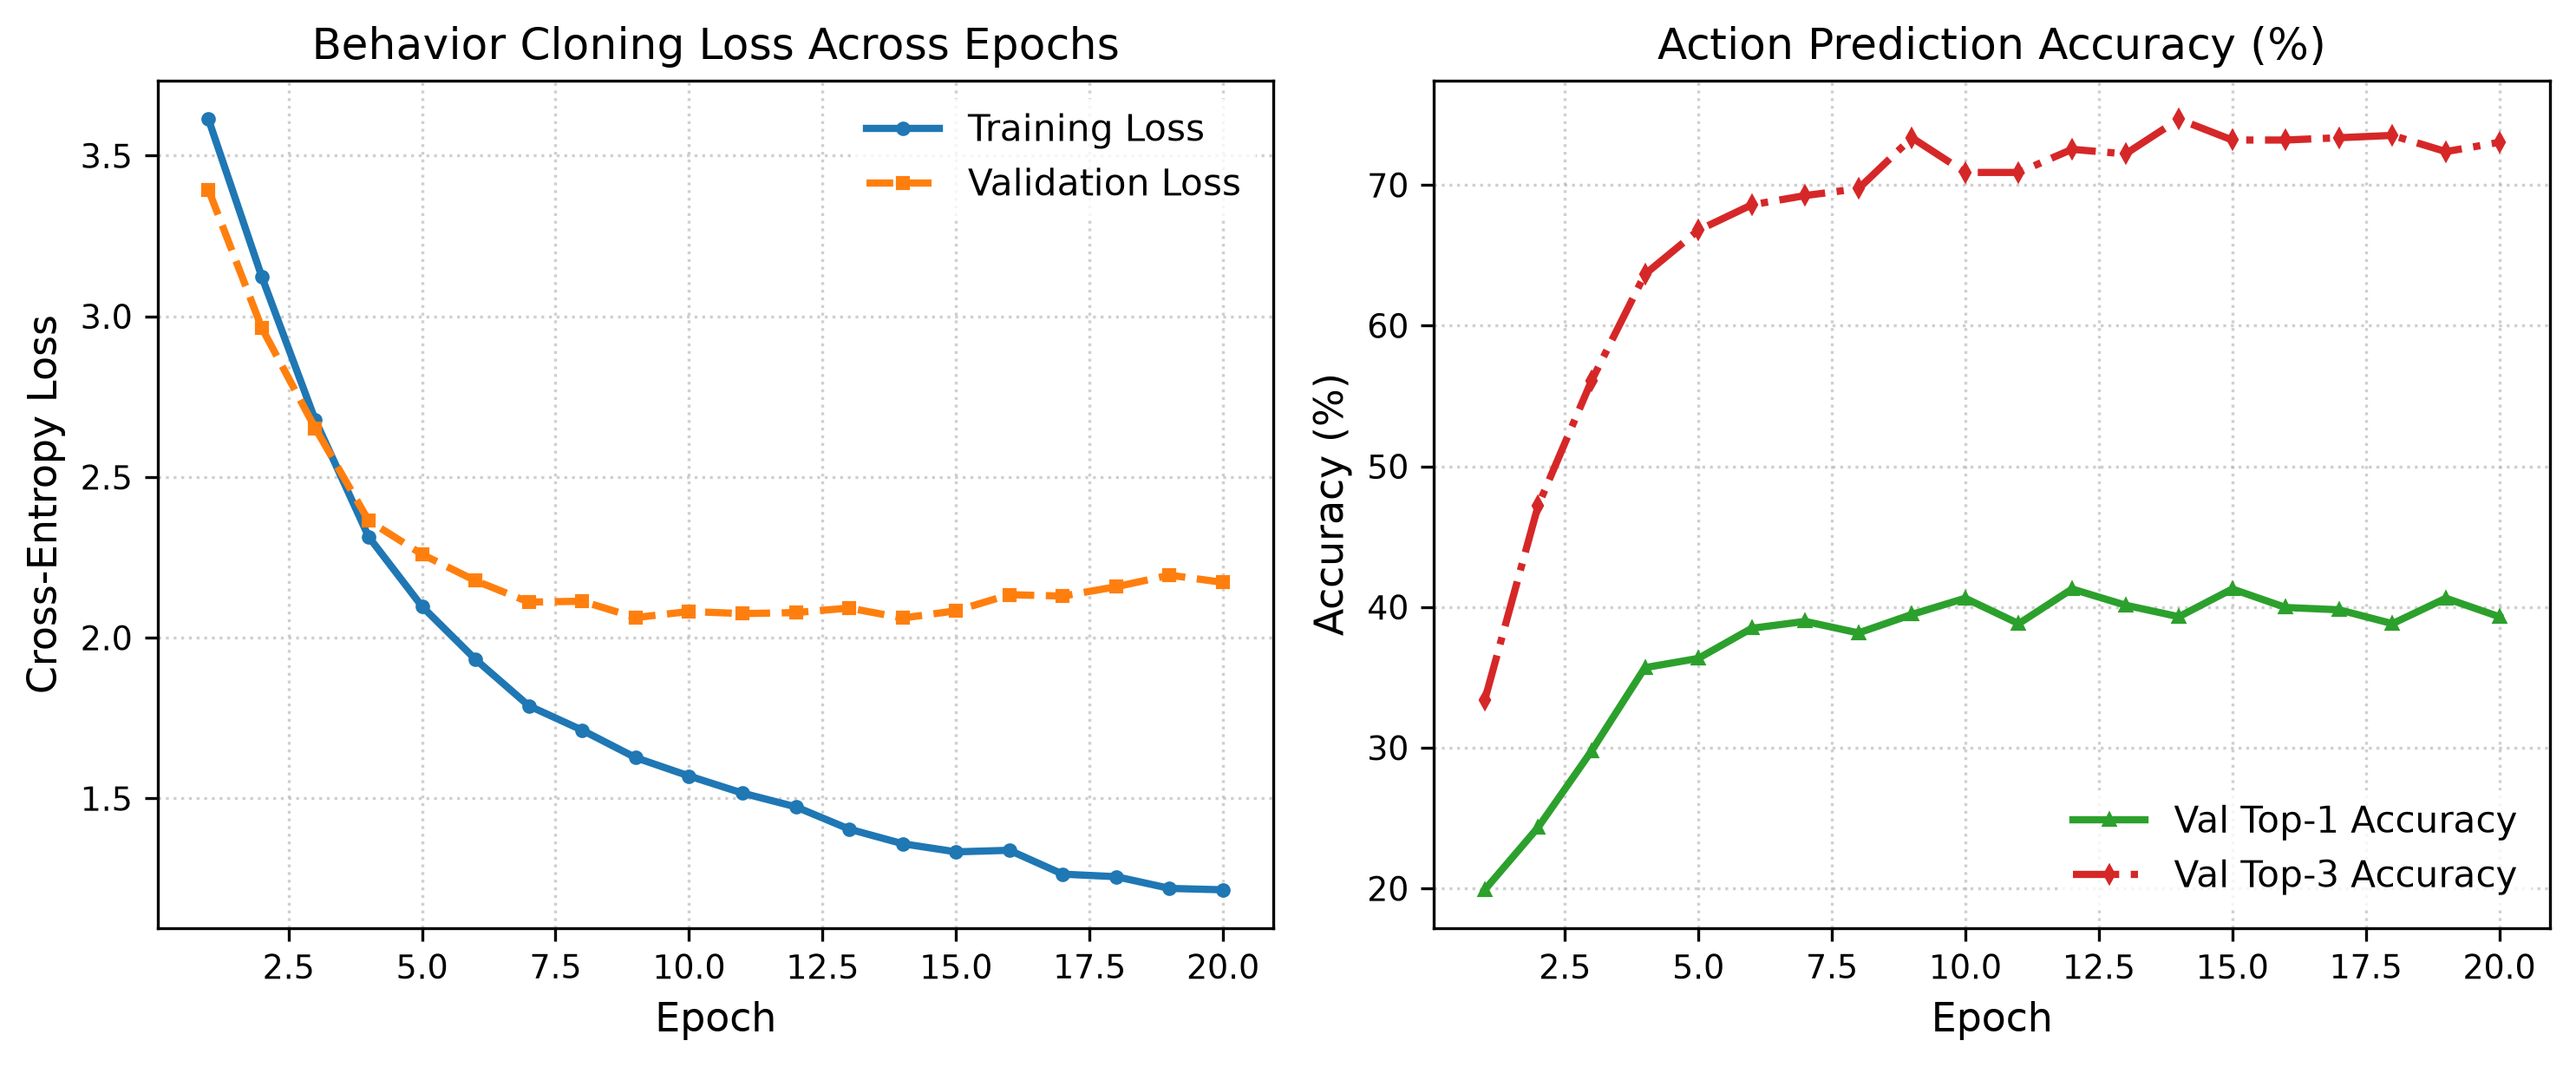 Behavior Cloning Loss Across Epochs
Cross-Entropy Loss
3.5
3.0
2.5
2.0
1.5
Training Loss
Validation Loss
2.5 5.0 7.5 10.0 12.5 15.0 17.5 20.0
Epoch
Action Prediction Accuracy (%)
Accuracy (%)
70
60
50
40
30
20
Val Top-1 Accuracy
Val Top-3 Accuracy
2.5 5.0 7.5 10.0 12.5 15.0 17.5 20.0
Epoch